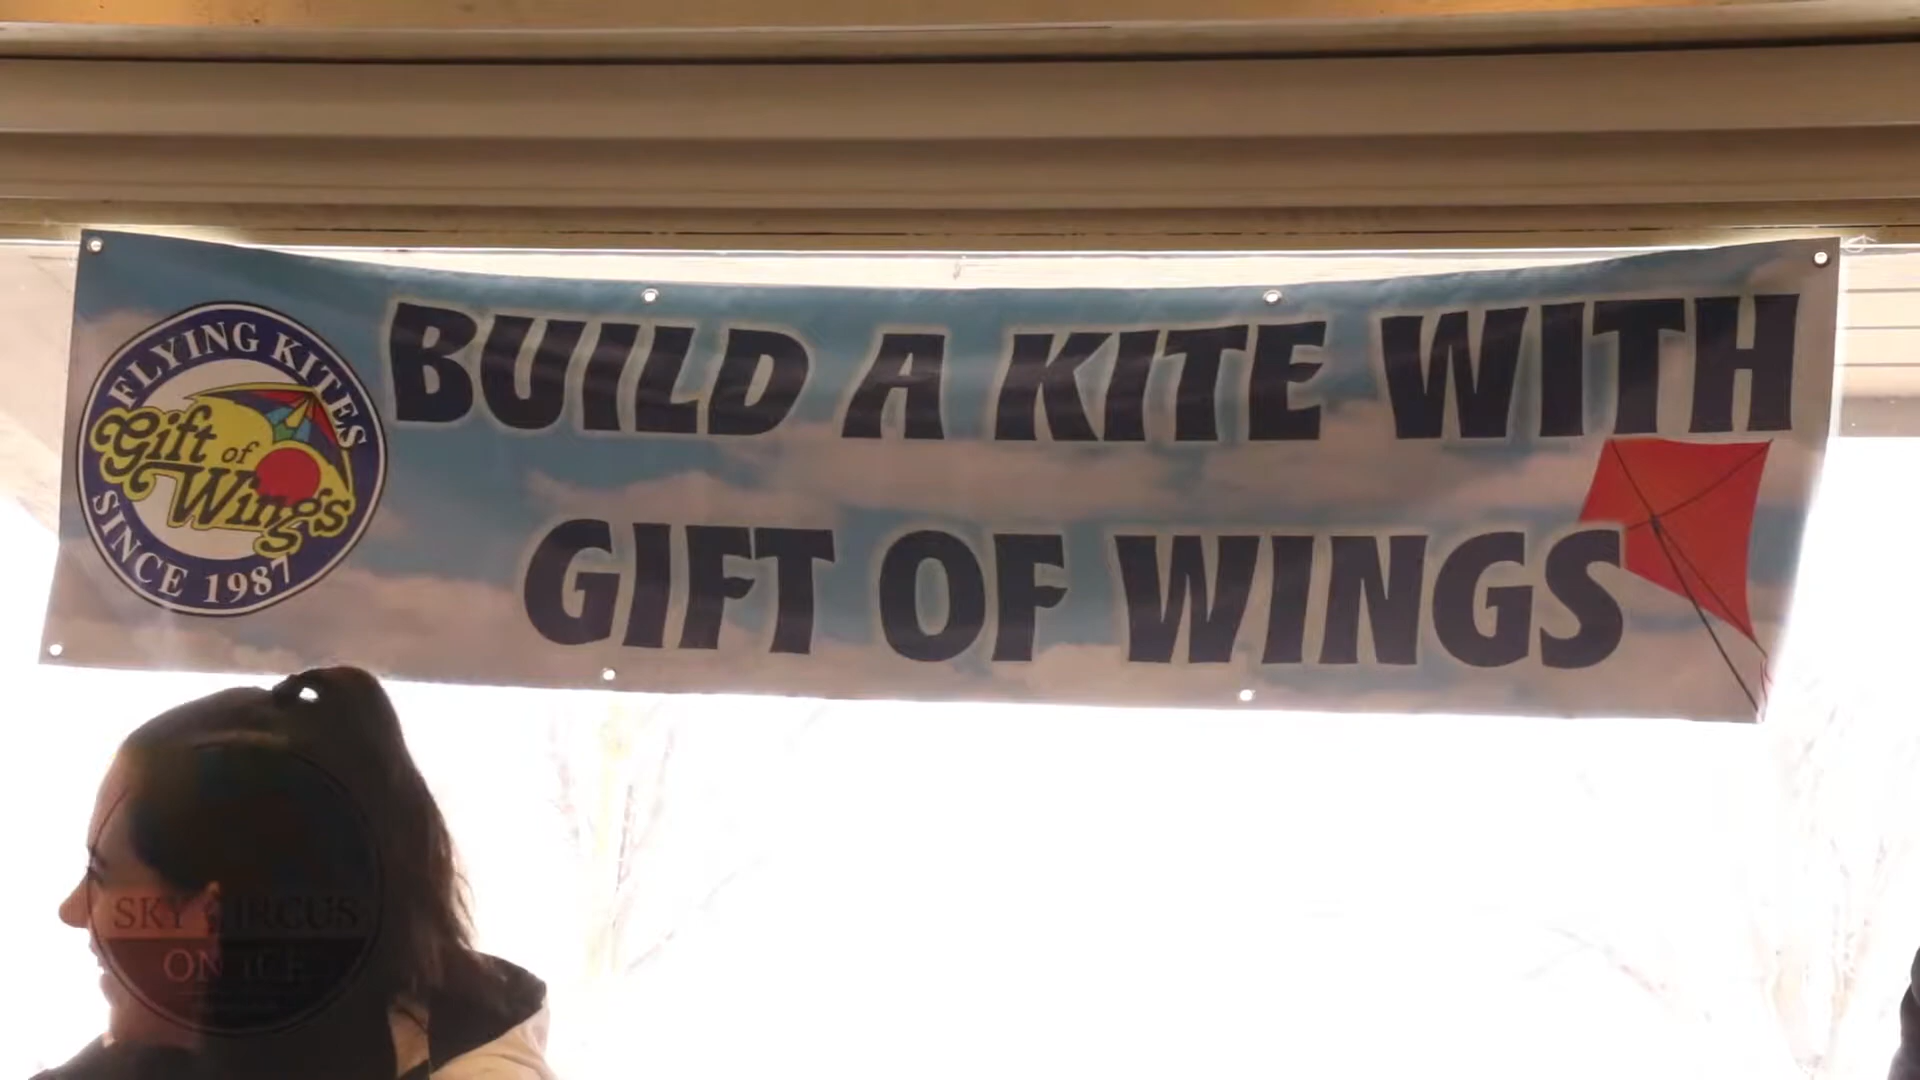 FLYING KITES
Gift of
Wings
SINCE 1987
BUILD A KITE WITH
GIFT OF WINGS
SKY CIRCUS
ON ICE